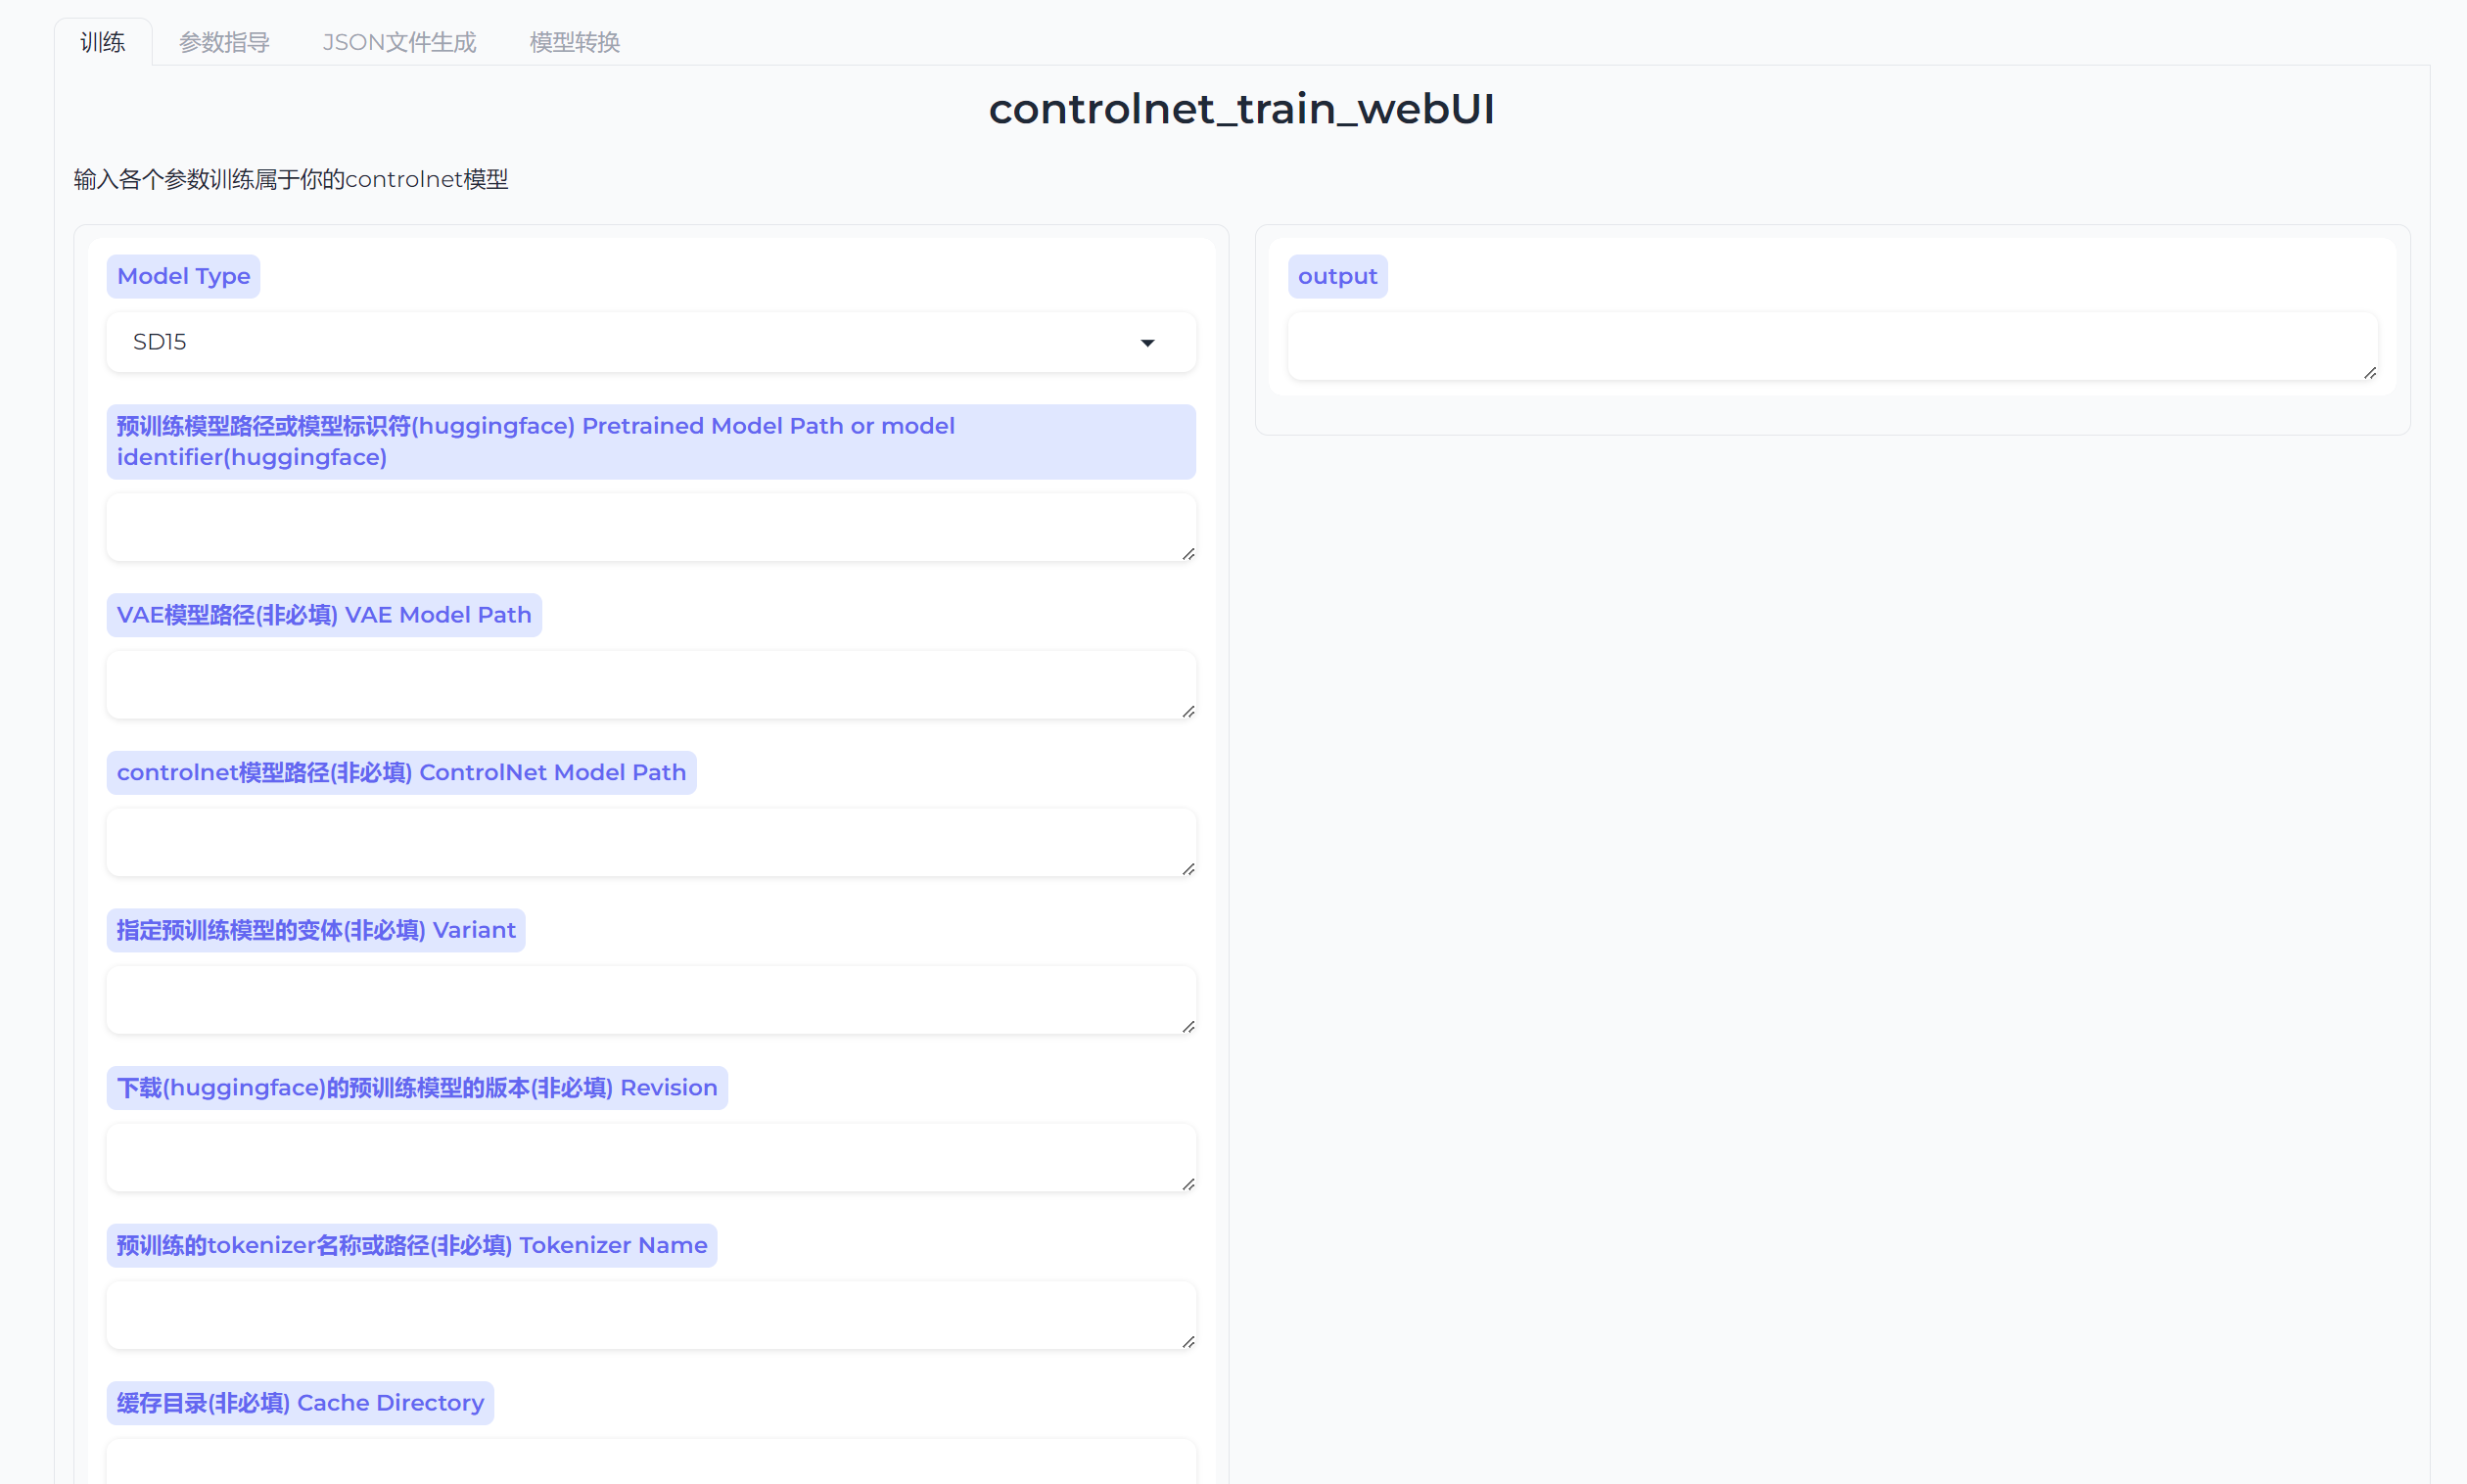 训练
参数指导
JSON文件生成
模型转换
controlnet_train_webUI
输入各个参数训练属于你的controlnet模型
Model Type
SD15
预训练模型路径或模型标识符(huggingface) Pretrained Model Path or model
identifier(huggingface)
VAE模型路径(非必填) VAE Model Path
controlnet模型路径(非必填) ControlNet Model Path
指定预训练模型的变体(非必填) Variant
下载(huggingface)的预训练模型的版本(非必填) Revision
预训练的tokenizer名称或路径(非必填) Tokenizer Name
缓存目录(非必填) Cache Directory
output